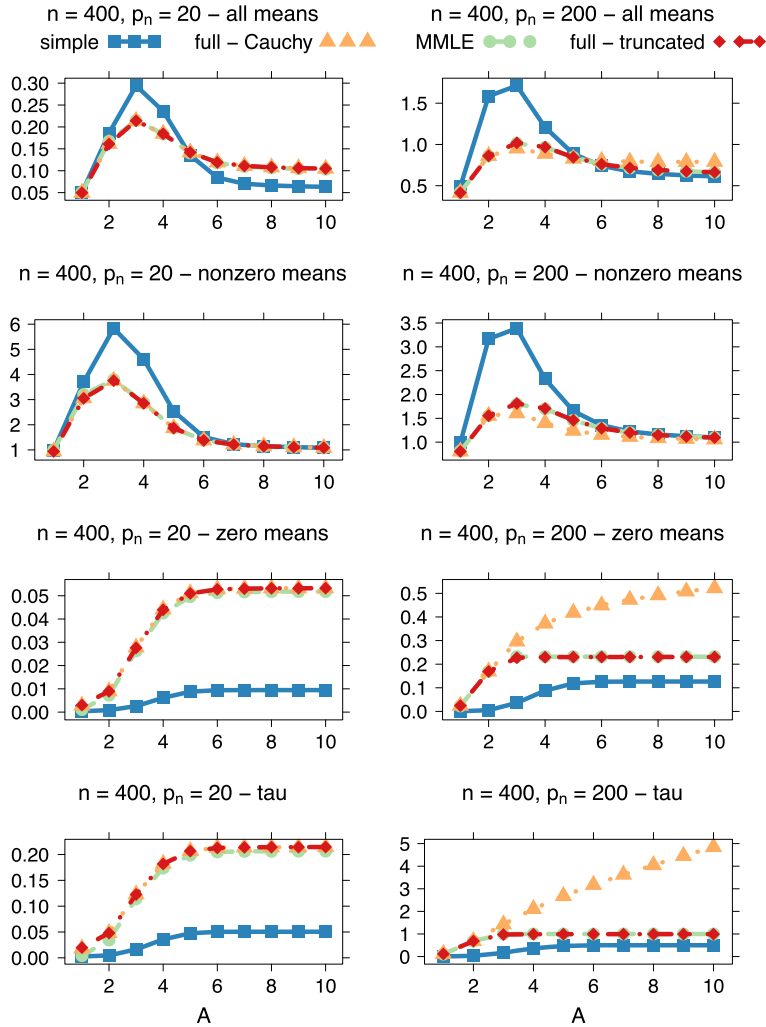 n = 400, pn = 20 − all means n = 400, pn = 200 − all means
simple full − Cauchy MMLE full − truncated
0.30
0.25
0.20
0.15
0.10
0.05
2 4 6 8 10
1.5
1.0
0.5
2 4 6 8 10
n = 400, pn = 20 − nonzero means n = 400, pn = 200 − nonzero means
6
5
4
3
2
1
2 4 6 8 10
3.5
3.0
2.5
2.0
1.5
1.0
2 4 6 8 10
n = 400, pn = 20 − zero means n = 400, pn = 200 − zero means
0.05
0.04
0.03
0.02
0.01
0.00
2 4 6 8 10
0.5
0.4
0.3
0.2
0.1
0.0
2 4 6 8 10
n = 400, pn = 20 − tau n = 400, pn = 200 − tau
0.20
0.15
0.10
0.05
0.00
2 4 6 8 10
A
5
4
3
2
1
0
2 4 6 8 10
A